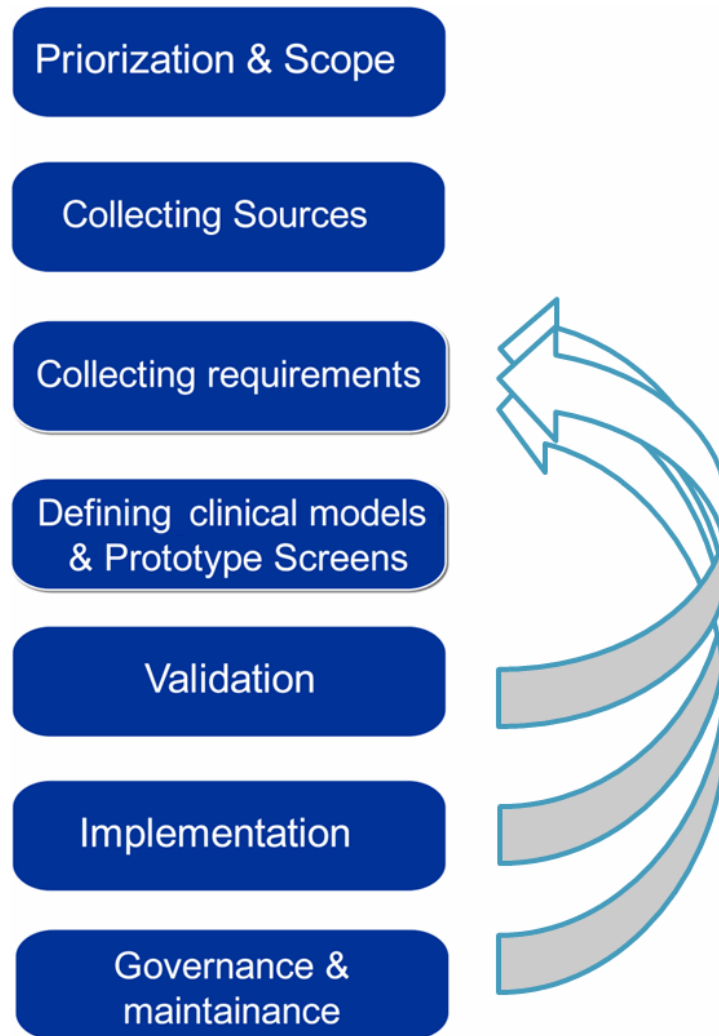 Priorization & Scope
Collecting Sources
Collecting requirements
Defining clinical models
& Prototype Screens
Validation
Implementation
Governance &
maintainance